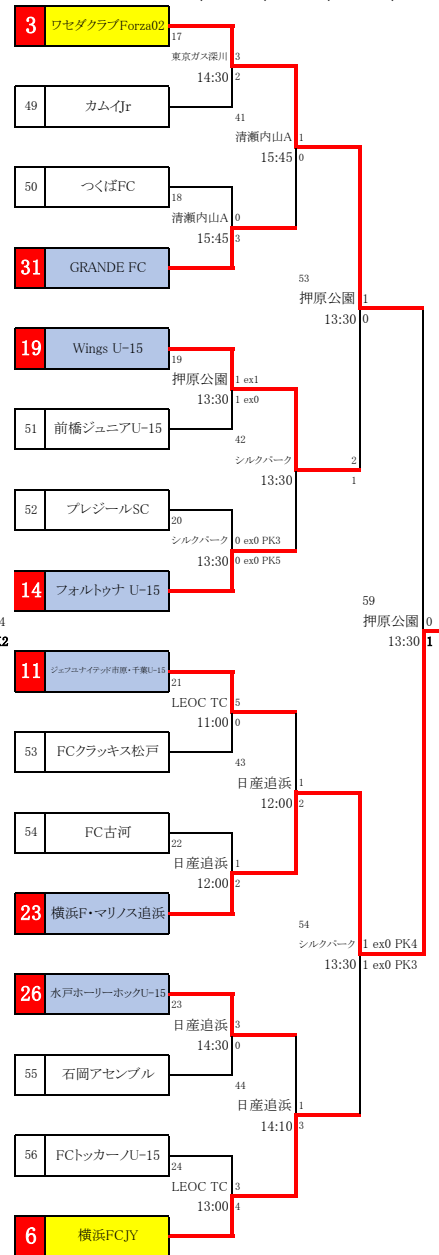 3 ワセダクラブForza02
17
東京ガス深川 3
14:30 2
49 カムイJr
41
清瀬内山A 1
15:45 0
50 つくばFC
18
清瀬内山A 0
15:45 3
31 GRANDE FC
53
押原公園 1
13:30 0
19 Wings U-15
19
押原公園 1 ex1
13:30 1 ex0
51 前橋ジュニアU-15
42
シルクパーク 2
13:30 1
52 プレジールSC
20
シルクパーク 0 ex0 PK3
13:30 0 ex0 PK5
14 フォルトゥナ U-15
59
押原公園 0
13:30 1
4
K2
11 ジェフユナイテッド市原・千葉U-15
21
LEOC TC 5
11:00 0
53 FCクラッキス松戸
43
日産追浜 1
12:00 2
54 FC古河
22
日産追浜 1
12:00 2
23 横浜F・マリノス追浜
54
シルクパーク 1 ex0 PK4
13:30 1 ex0 PK3
26 水戸ホーリーホックU-15
23
日産追浜 3
14:30 0
55 石岡アセンブル
44
日産追浜 1
14:10 3
56 FCトッカーノU-15
24
LEOC TC 3
13:00 4
6 横浜FCJY